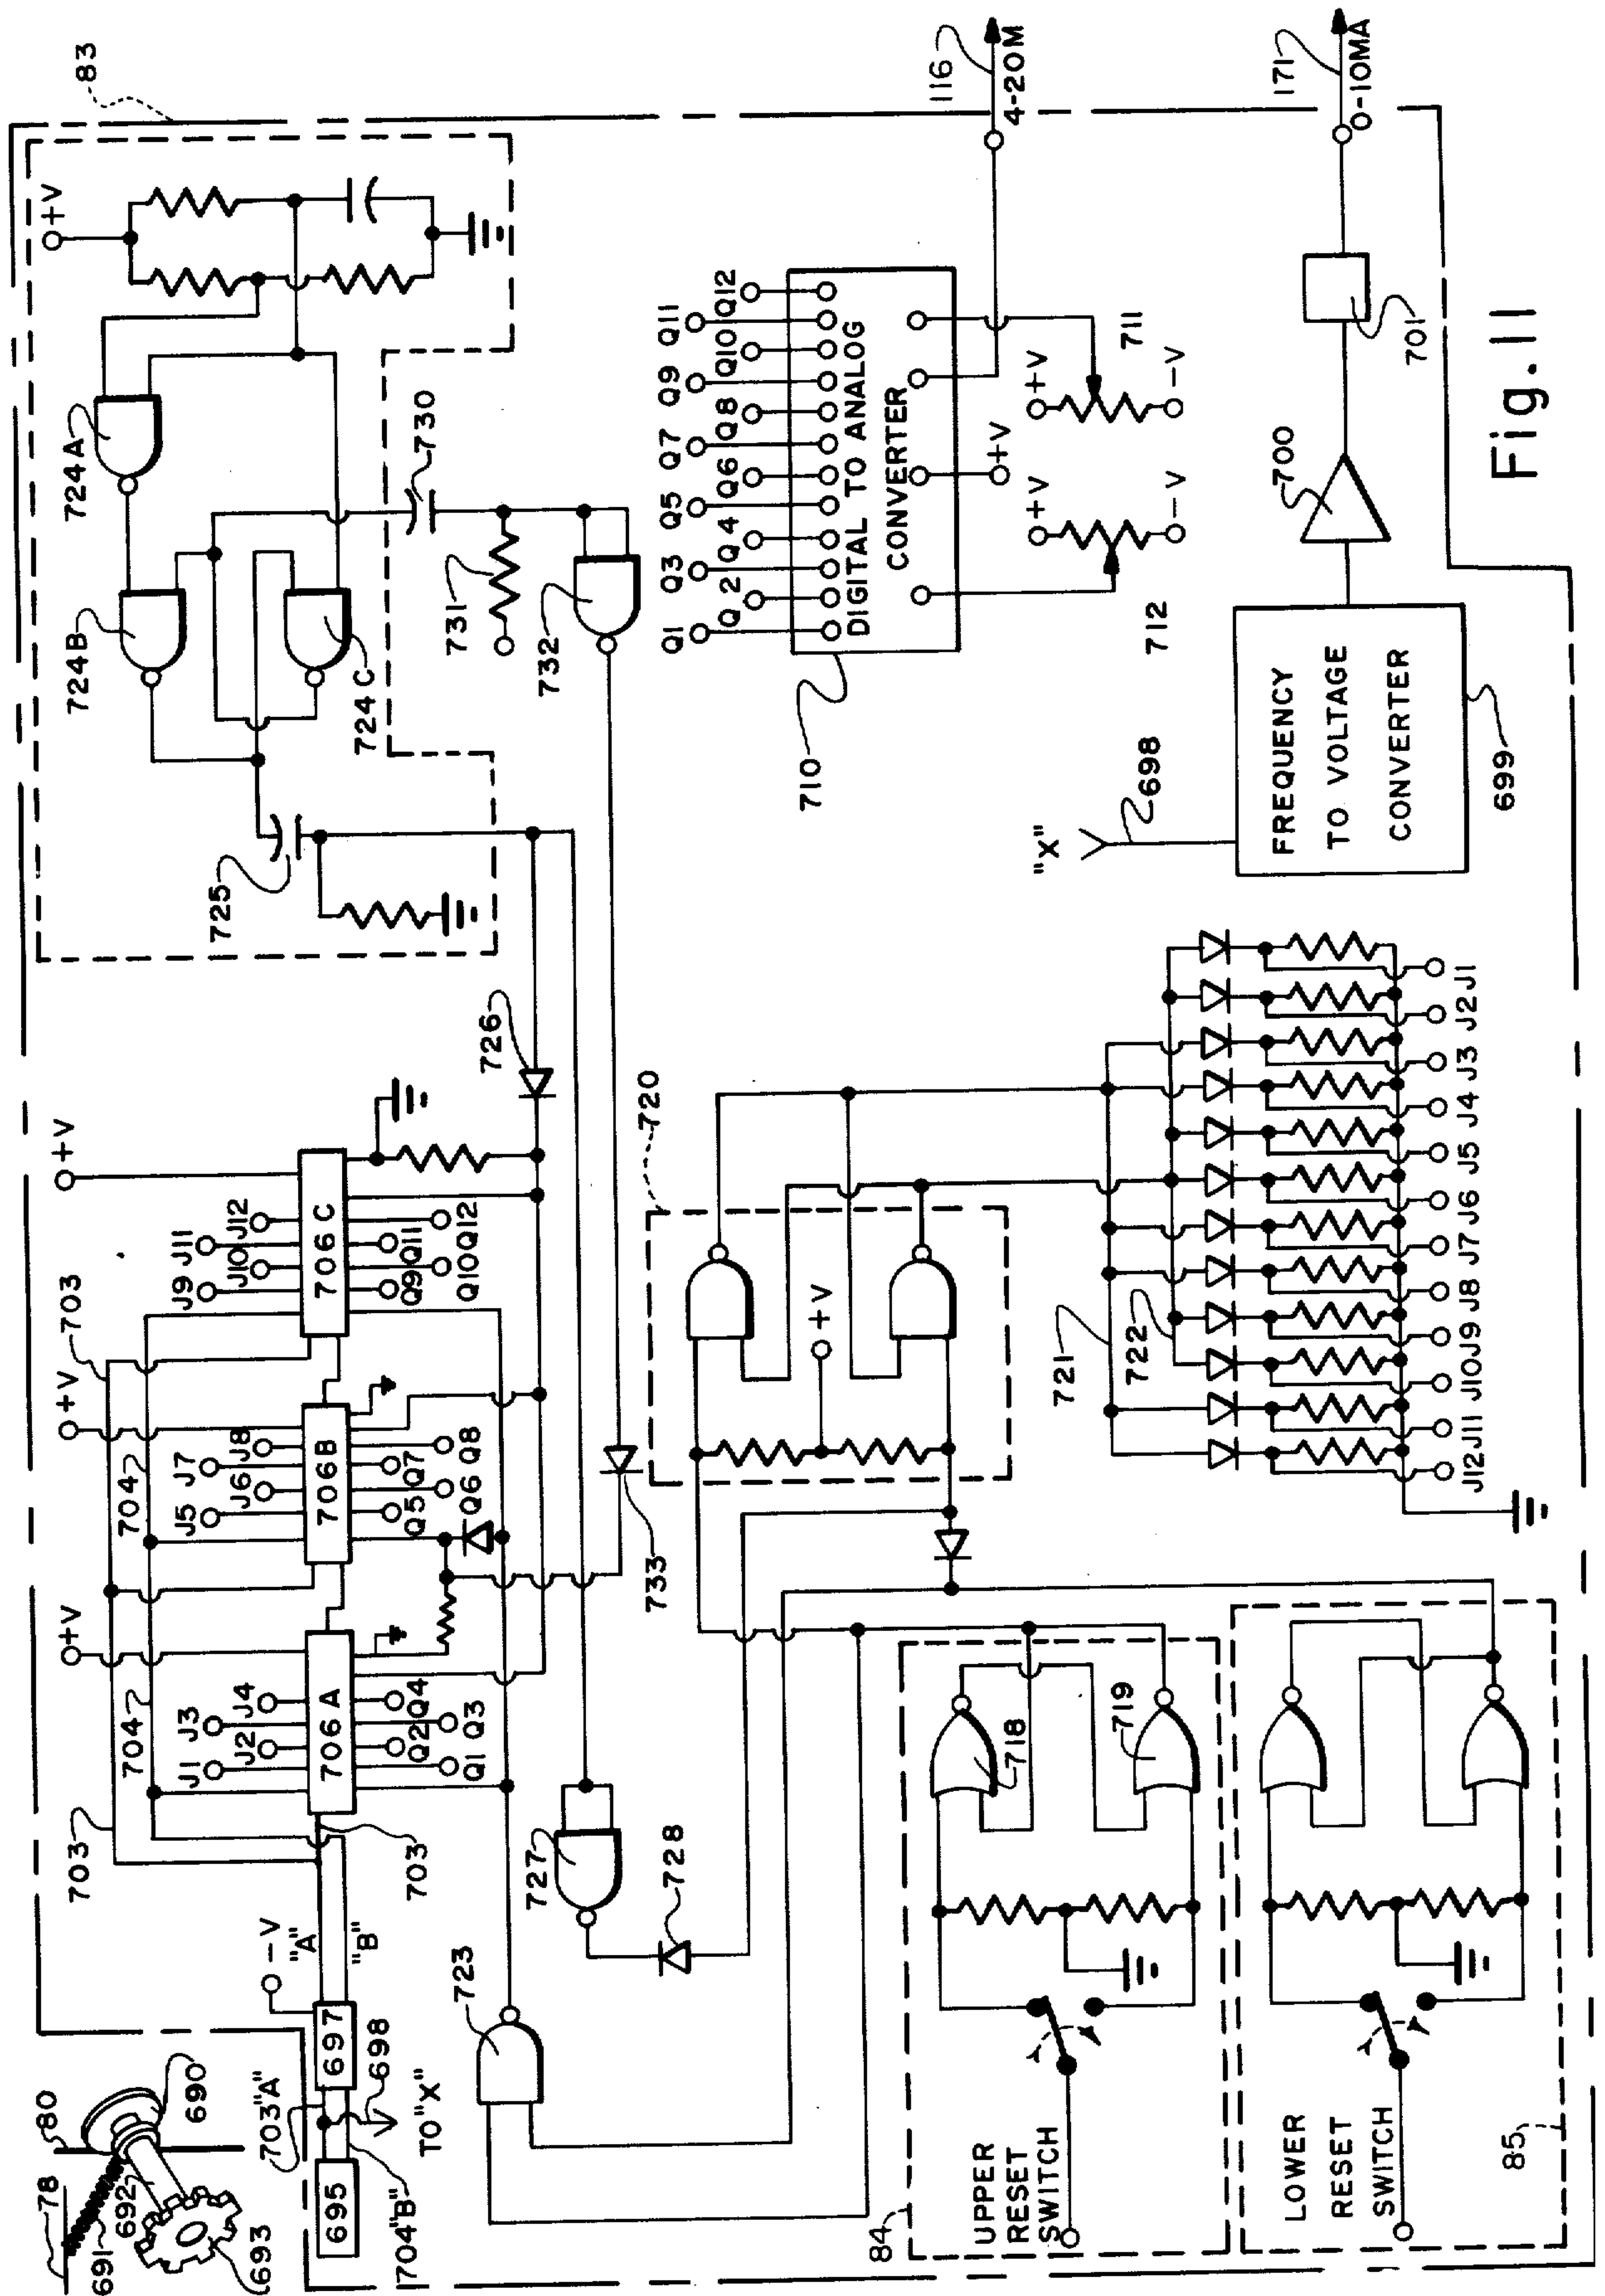 83
+V
724A
724B
724C
725
730
731
732
726
+V
+V
+V
703
703
703
704
704
J1
J2
J3
J4
706A
Q1
Q2
Q3
Q4
J5
J6
J7
J8
706B
Q5
Q6
Q7
Q8
J9
J10
J11
J12
706C
Q9
Q10
Q11
Q12
-V
"A"
"B"
697
698
TO "X"
695
703"A"
704"B"
80
78
690
691
692
693
723
727
728
733
720
+V
Q1
Q2
Q3
Q4
Q5
Q6
Q7
Q8
Q9
Q10
Q11
Q12
DIGITAL TO ANALOG
CONVERTER
710
+V
+V
-V
712
+V
-V
711
116
4-20M
171
0-10MA
701
700
"X"
698
FREQUENCY
TO VOLTAGE
CONVERTER
699
721
722
J12
J11
J10
J9
J8
J7
J6
J5
J4
J3
J2
J1
84
UPPER
RESET
SWITCH
718
719
LOWER
RESET
SWITCH
85
Fig. 11